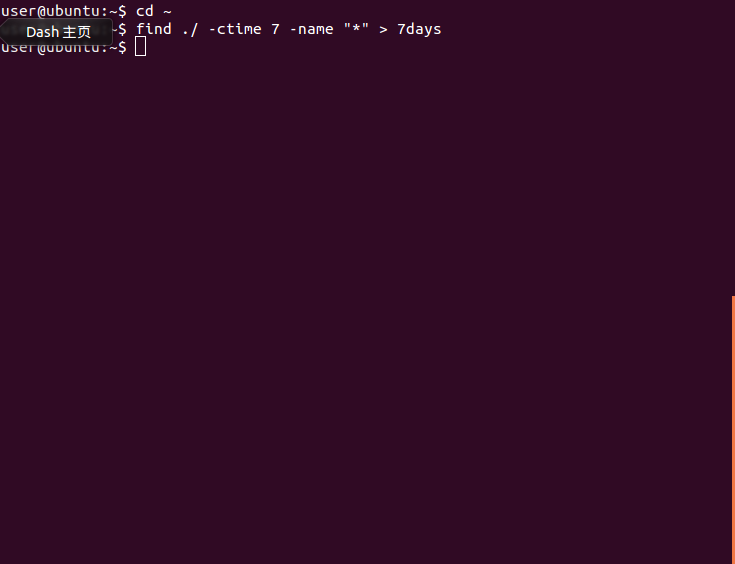 user@ubuntu:~$ cd ~
~$ find ./ -ctime 7 -name "*" > 7days
Dash 主页
user@ubuntu:~$